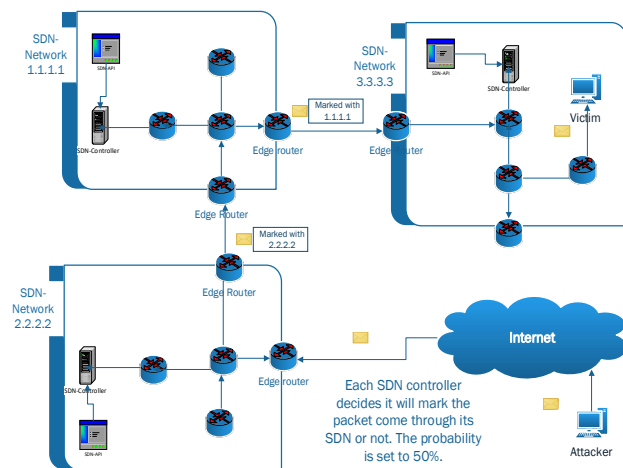 SDN-
Network
1.1.1.1
SDN-API
SDN-Controller
Marked with
1.1.1.1
Edge router
Edge Router
SDN-
Network
3.3.3.3
SDN-API
SDN-Controller
Victim
Edge Router
Marked with
2.2.2.2
Edge Router
SDN-
Network
2.2.2.2
SDN-Controller
SDN-API
Edge router
Internet
Each SDN controller
decides it will mark the
packet come through its
SDN or not. The probability
is set to 50%.
Attacker